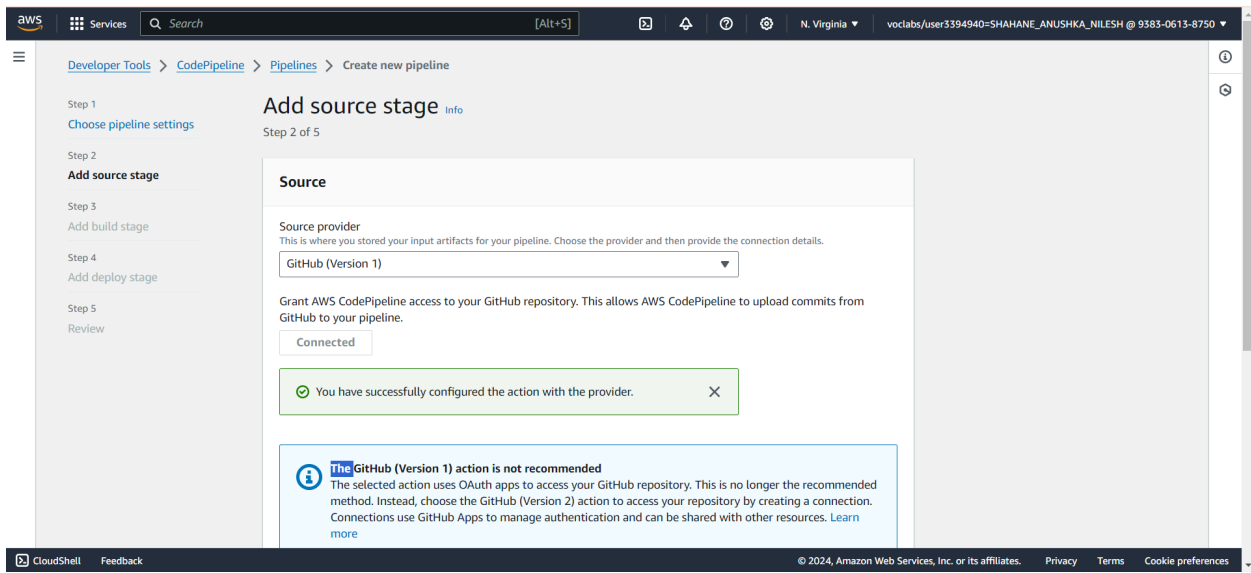 aws Services Search [Alt+S] N. Virginia ▼ voclabs/user3394940=SHAHANE_ANUSHKA_NILESH @ 9383-0613-8750 ▼
Developer Tools > CodePipeline > Pipelines > Create new pipeline
Step 1
Choose pipeline settings
Step 2
Add source stage
Step 3
Add build stage
Step 4
Add deploy stage
Step 5
Review
Add source stage Info
Step 2 of 5
Source
Source provider
This is where you stored your input artifacts for your pipeline. Choose the provider and then provide the connection details.
GitHub (Version 1)
Grant AWS CodePipeline access to your GitHub repository. This allows AWS CodePipeline to upload commits from
GitHub to your pipeline.
Connected
You have successfully configured the action with the provider.
The GitHub (Version 1) action is not recommended
The selected action uses OAuth apps to access your GitHub repository. This is no longer the recommended
method. Instead, choose the GitHub (Version 2) action to access your repository by creating a connection.
Connections use GitHub Apps to manage authentication and can be shared with other resources. Learn
more
CloudShell Feedback © 2024, Amazon Web Services, Inc. or its affiliates. Privacy Terms Cookie preferences